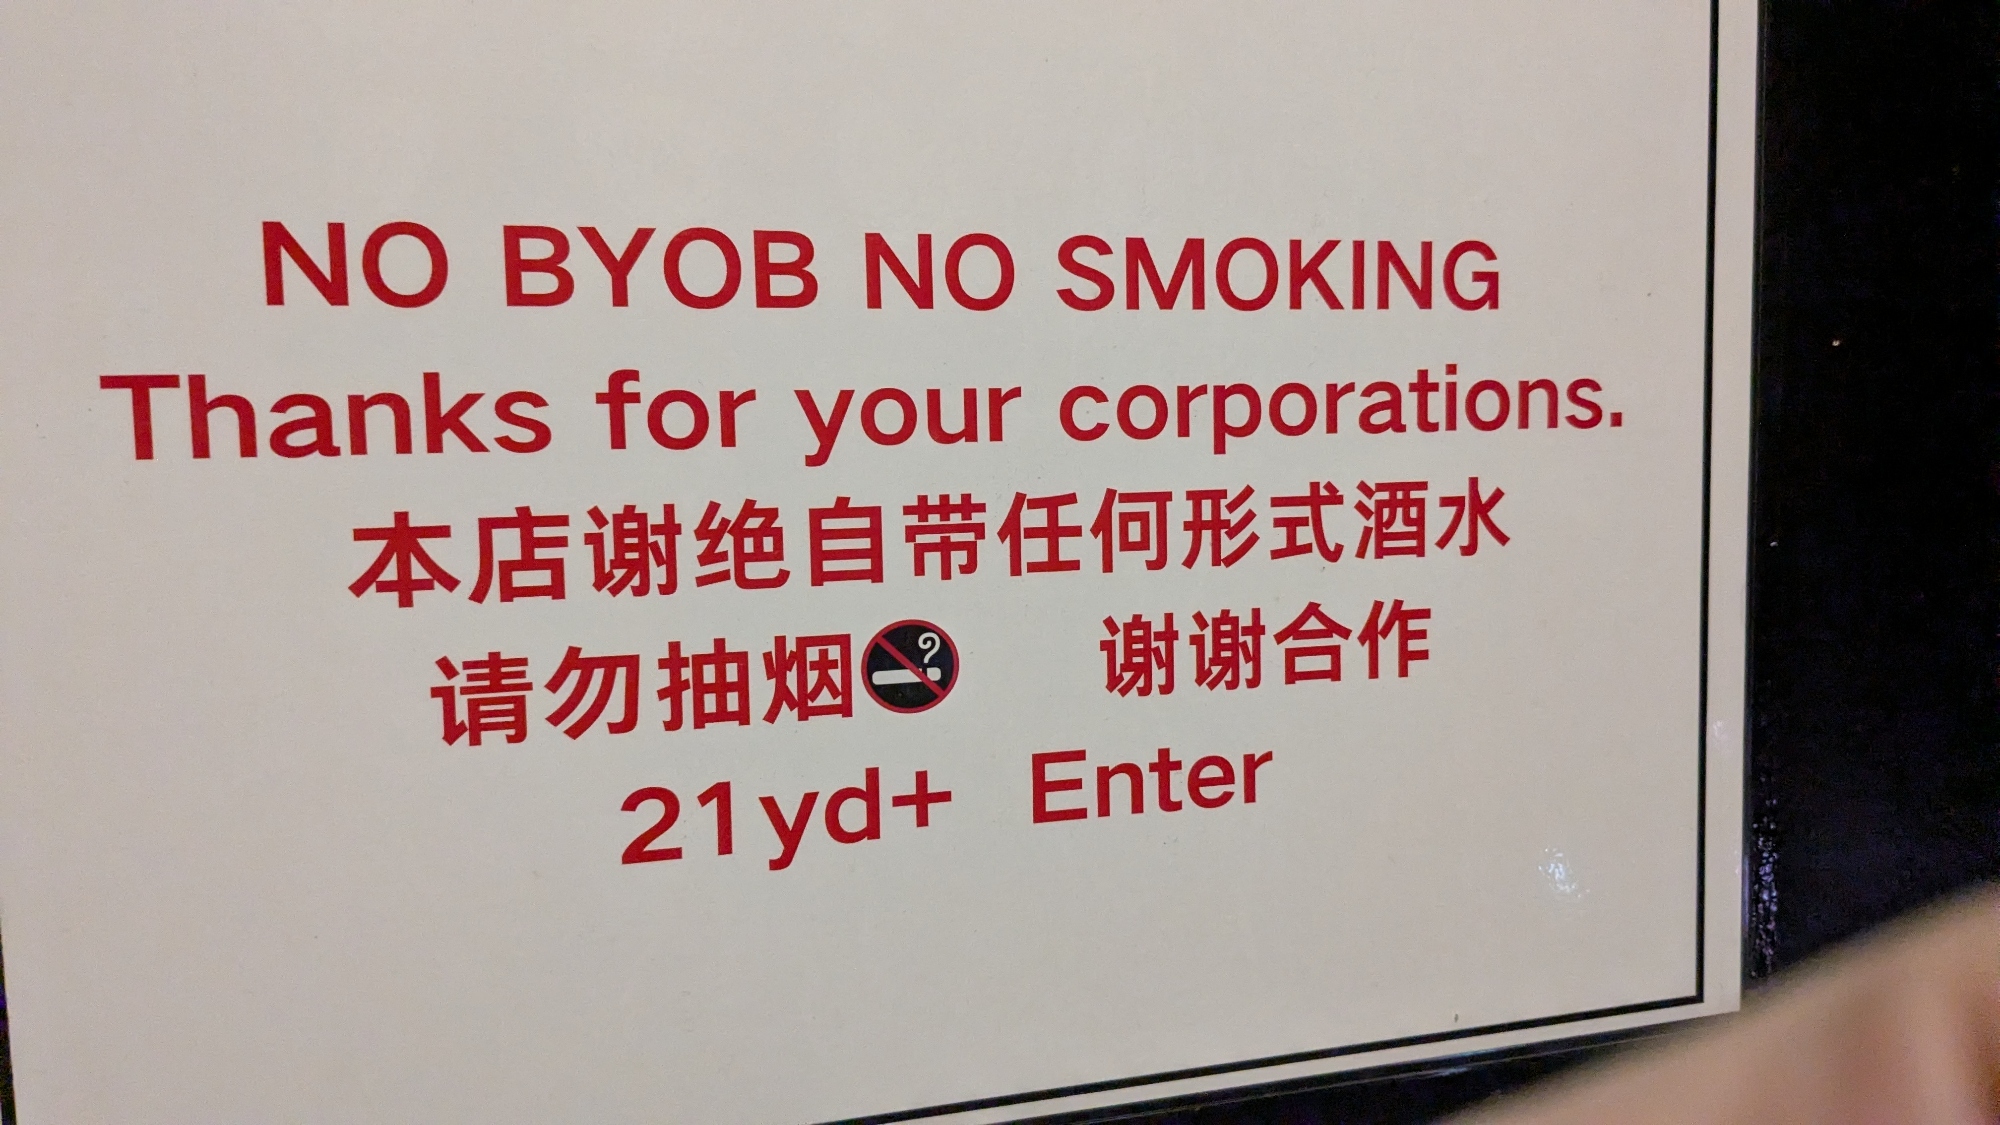 NO BYOB NO SMOKING
Thanks for your corporations.
本店谢绝自带任何形式酒水
请勿抽烟 谢谢合作
21yd+ Enter